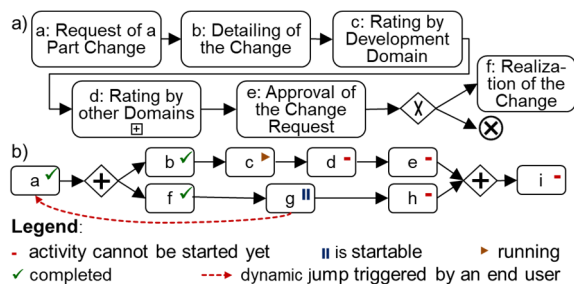 a)
a: Request of a
Part Change
b: Detailing of
the Change
c: Rating by
Development
Domain
d: Rating by
other Domains
e: Approval of
the Change
Request
X
f: Realiza-
tion of the
Change
b)
a
b
c
d
e
f
g
h
i
Legend:
- activity cannot be started yet
is startable
running
completed
dynamic jump triggered by an end user